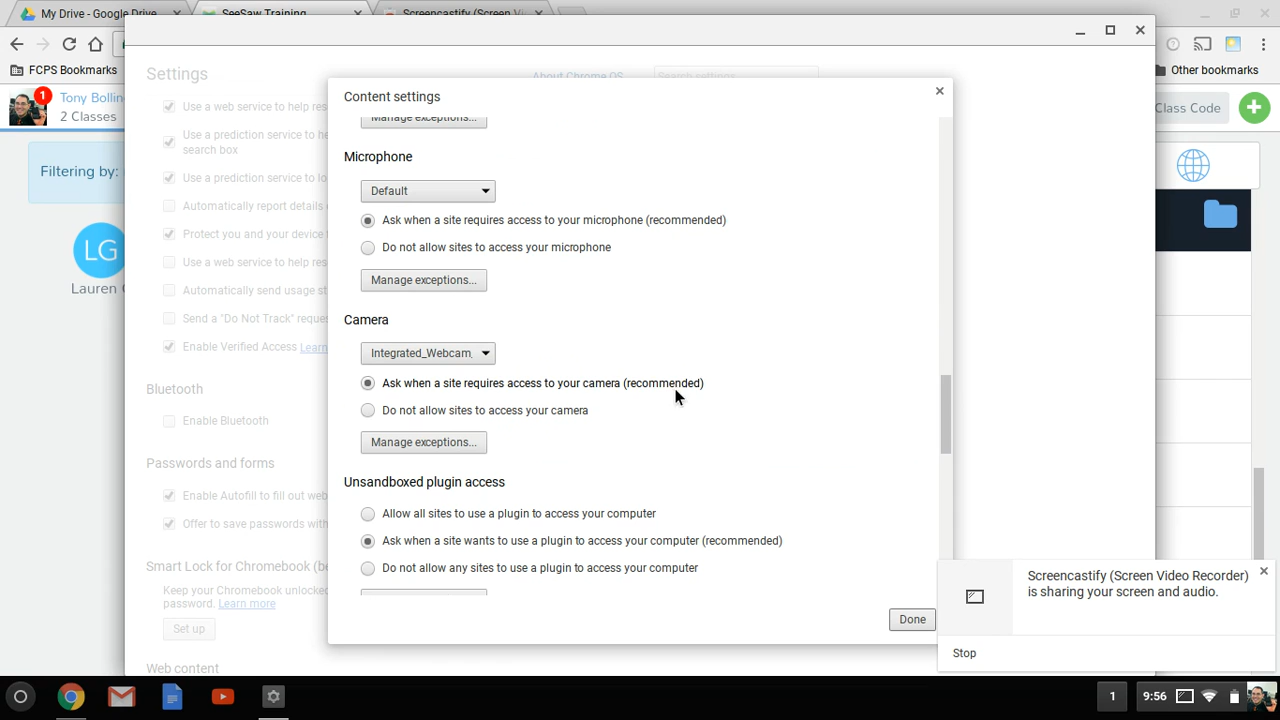 My Drive - Google Drive
SeeSaw Training
Screencastify (Screen Vi
FCPS Bookmarks
Other bookmarks
1
Tony Bollin
2 Classes
Class Code
Filtering by:
LG
Lauren
Settings
About Chrome OS
Search settings
Use a web service to help res
Use a prediction service to he
search box
Use a prediction service to lo
Automatically report details
Protect you and your device
Use a web service to help res
Automatically send usage st
Send a "Do Not Track" reque
Enable Verified Access Learn
Bluetooth
Enable Bluetooth
Passwords and forms
Enable Autofill to fill out web
Offer to save passwords with
Smart Lock for Chromebook (be
Keep your Chromebook unlocked
password. Learn more
Set up
Web content
Content settings
Manage exceptions...
Microphone
Default
Ask when a site requires access to your microphone (recommended)
Do not allow sites to access your microphone
Manage exceptions...
Camera
Integrated_Webcam_
Ask when a site requires access to your camera (recommended)
Do not allow sites to access your camera
Manage exceptions...
Unsandboxed plugin access
Allow all sites to use a plugin to access your computer
Ask when a site wants to use a plugin to access your computer (recommended)
Do not allow any sites to use a plugin to access your computer
Done
Screencastify (Screen Video Recorder)
is sharing your screen and audio.
Stop
1
9:56